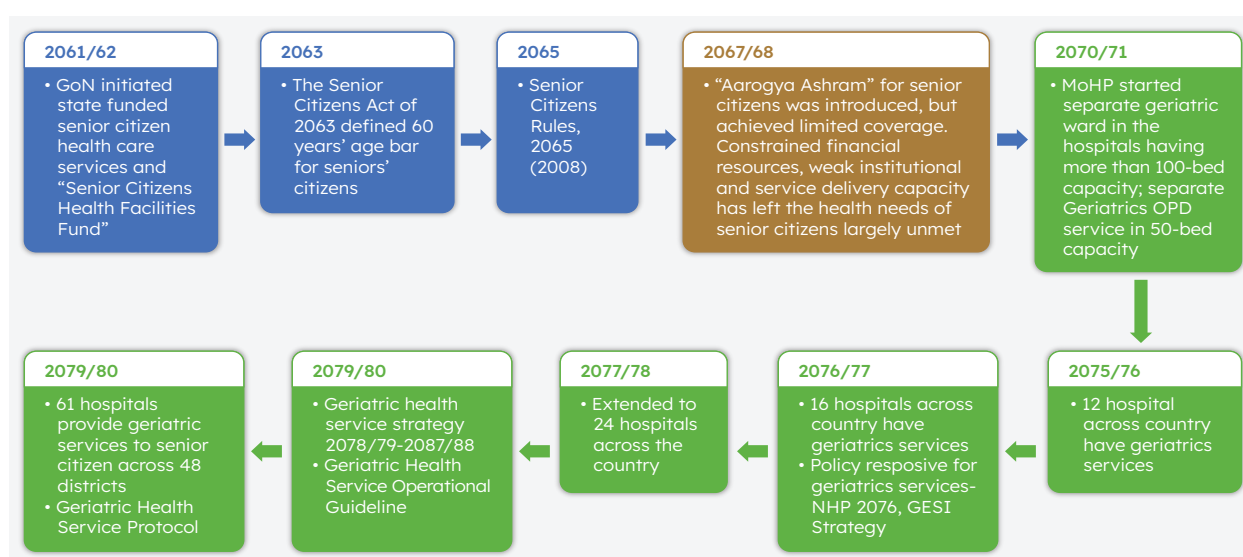 2061/62
• GoN initiated
state funded
senior citizen
health care
services and
“Senior Citizens
Health Facilities
Fund”
2063
• The Senior
Citizens Act of
2063 defined 60
years’ age bar
for seniors’
citizens
2065
• Senior
Citizens
Rules,
2065
(2008)
2067/68
• “Aarogya Ashram” for senior
citizens was introduced, but
achieved limited coverage.
Constrained financial
resources, weak institutional
and service delivery capacity
has left the health needs of
senior citizens largely unmet
2070/71
• MoHP started
separate geriatric
ward in the
hospitals having
more than 100-bed
capacity; separate
Geriatrics OPD
service in 50-bed
capacity
2075/76
• 12 hospital
across country
have geriatrics
services
2076/77
• 16 hospitals across
country have
geriatrics services
• Policy resposive for
geriatrics services-
NHP 2076, GESI
Strategy
2077/78
• Extended to
24 hospitals
across the
country
2079/80
• Geriatric health
service strategy
2078/79-2087/88
• Geriatric Health
Service Operational
Guideline
2079/80
• 61 hospitals
provide geriatric
services to senior
citizen across 48
districts
• Geriatric Health
Service Protocol